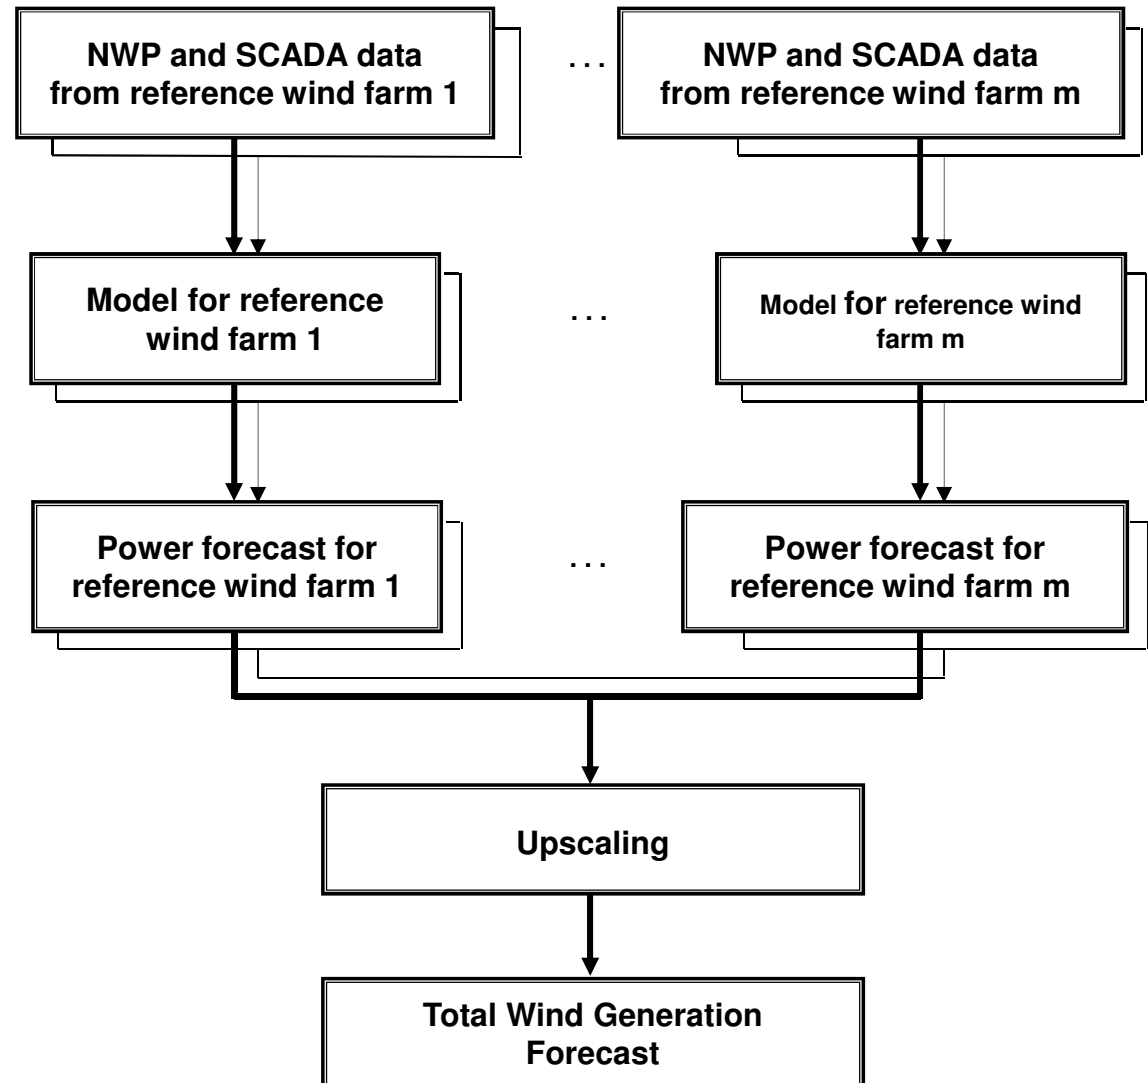 NWP and SCADA data
from reference wind farm 1
. . .
NWP and SCADA data
from reference wind farm m
Model for reference
wind farm 1
. . .
Model for reference wind
farm m
Power forecast for
reference wind farm 1
. . .
Power forecast for
reference wind farm m
Upscaling
Total Wind Generation
Forecast